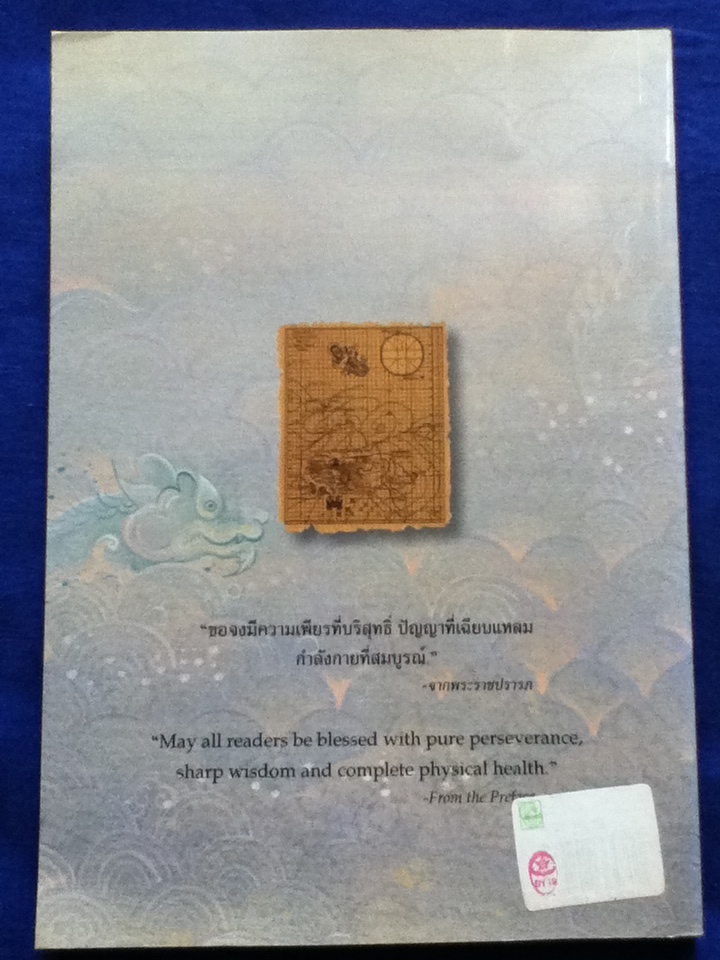 “ขอจงมีความเพียรที่บริสุทธิ์ ปัญญาที่เฉียบแหลม
กำลังกายที่สมบูรณ์.”
-จากพระราชปรารภ
“May all readers be blessed with pure perseverance,
sharp wisdom and complete physical health.”
-From the Preface